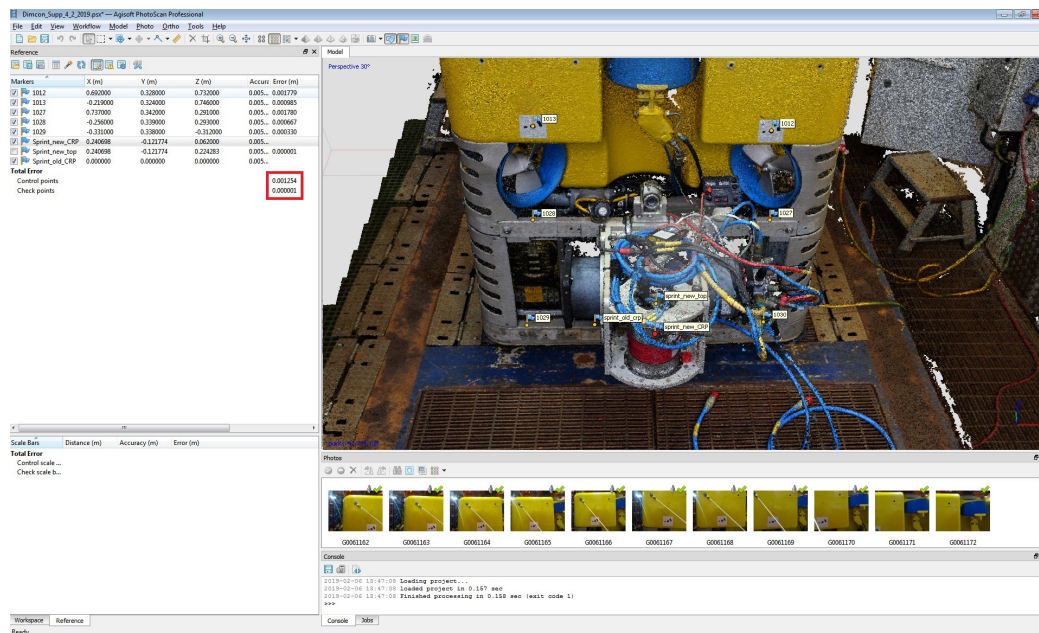 Dimcon_Supp_4_2_2019.psx* — Agisoft PhotoScan Professional
File Edit View Workflow Model Photo Ortho Tools Help
Reference
Model
Perspective 30°
Markers X (m) Y (m) Z (m) Accura Error (m)
1012 0.692000 0.328000 0.732000 0.005... 0.001779
1013 -0.219000 0.324000 0.746000 0.005... 0.000985
1027 0.737000 0.342000 0.291000 0.005... 0.001780
1028 -0.256000 0.339000 0.293000 0.005... 0.000667
1029 -0.331000 0.338000 -0.312000 0.005... 0.000330
Sprint_new_CRP 0.240698 -0.121774 0.062000 0.005...
Sprint_new_top 0.240698 -0.121774 0.224283 0.005... 0.000001
Sprint_old_CRP 0.000000 0.000000 0.000000 0.005...
Total Error
Control points 0.001254
Check points 0.000001
1013
1012
1028
1027
sprint_new_top
1029
sprint_old_crp
1030
sprint_new_CRP
Scale Bars Distance (m) Accuracy (m) Error (m)
Total Error
Control scale ...
Check scale b...
Photos
G0061162 G0061163 G0061164 G0061165 G0061166 G0061167 G0061168 G0061169 G0061170 G0061171 G0061172
Console
2019-02-06 18:47:08 Loading project...
2019-02-06 18:47:08 Loaded project in 0.157 sec
2019-02-06 18:47:08 Finished processing in 0.158 sec (exit code 1)
>>>
Workspace Reference
Console Jobs
Ready